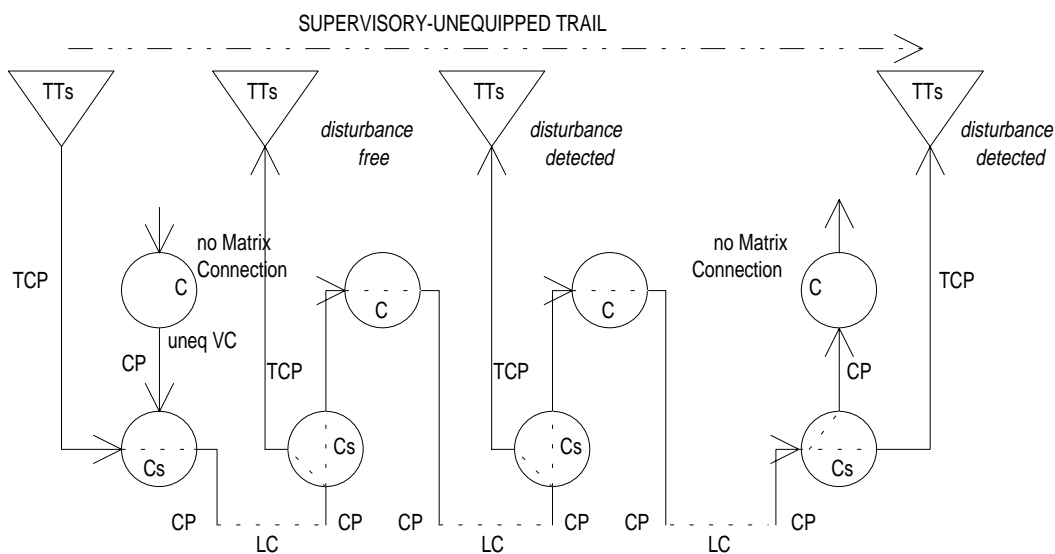 SUPERVISORY-UNEQUIPPED TRAIL
TTs
TTs
TTs
TTs
disturbance
free
disturbance
detected
disturbance
detected
no Matrix
Connection
no Matrix
Connection
TCP
C
C
C
C
TCP
uneq VC
CP
TCP
TCP
CP
Cs
Cs
Cs
Cs
CP
CP
CP
CP
CP
CP
LC
LC
LC